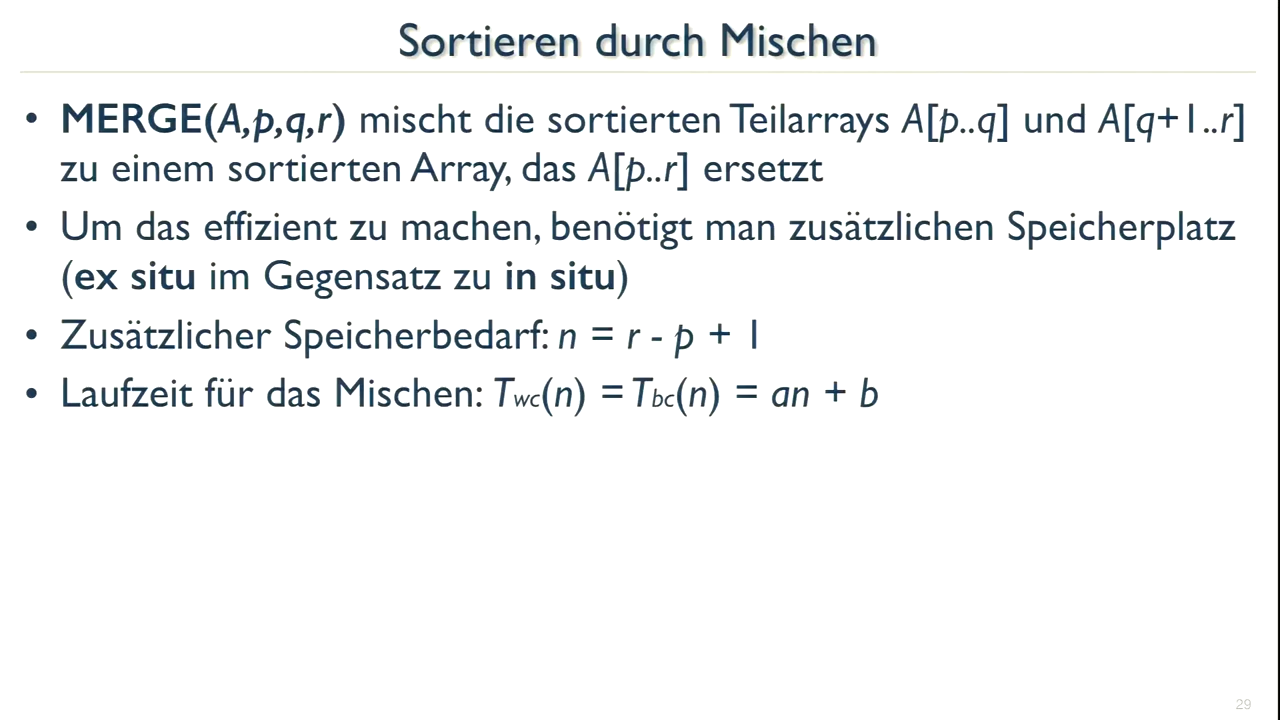 Sortieren durch Mischen
• MERGE(A,p,q,r) mischt die sortierten Teilarrays A[p..q] und A[q+1..r]
zu einem sortierten Array, das A[p..r] ersetzt
• Um das effizient zu machen, benötigt man zusätzlichen Speicherplatz
(ex situ im Gegensatz zu in situ)
• Zusätzlicher Speicherbedarf: n = r - p + 1
• Laufzeit für das Mischen: Twc(n) = Tbc(n) = an + b
29